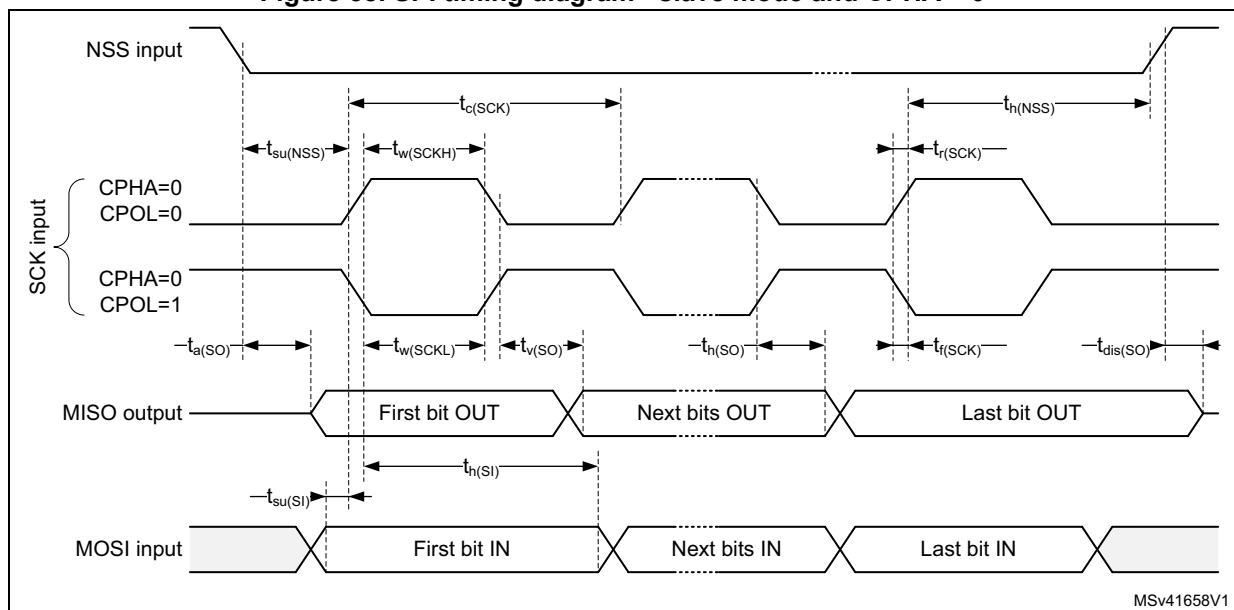 NSS input
tc(SCK)
th(NSS)
tsu(NSS)
tw(SCKH)
tr(SCK)
SCK input
CPHA=0
CPOL=0
CPHA=0
CPOL=1
ta(SO)
tw(SCKL)
tv(SO)
th(SO)
tf(SCK)
tdis(SO)
MISO output
First bit OUT
Next bits OUT
Last bit OUT
th(SI)
tsu(SI)
MOSI input
First bit IN
Next bits IN
Last bit IN
MSv41658V1